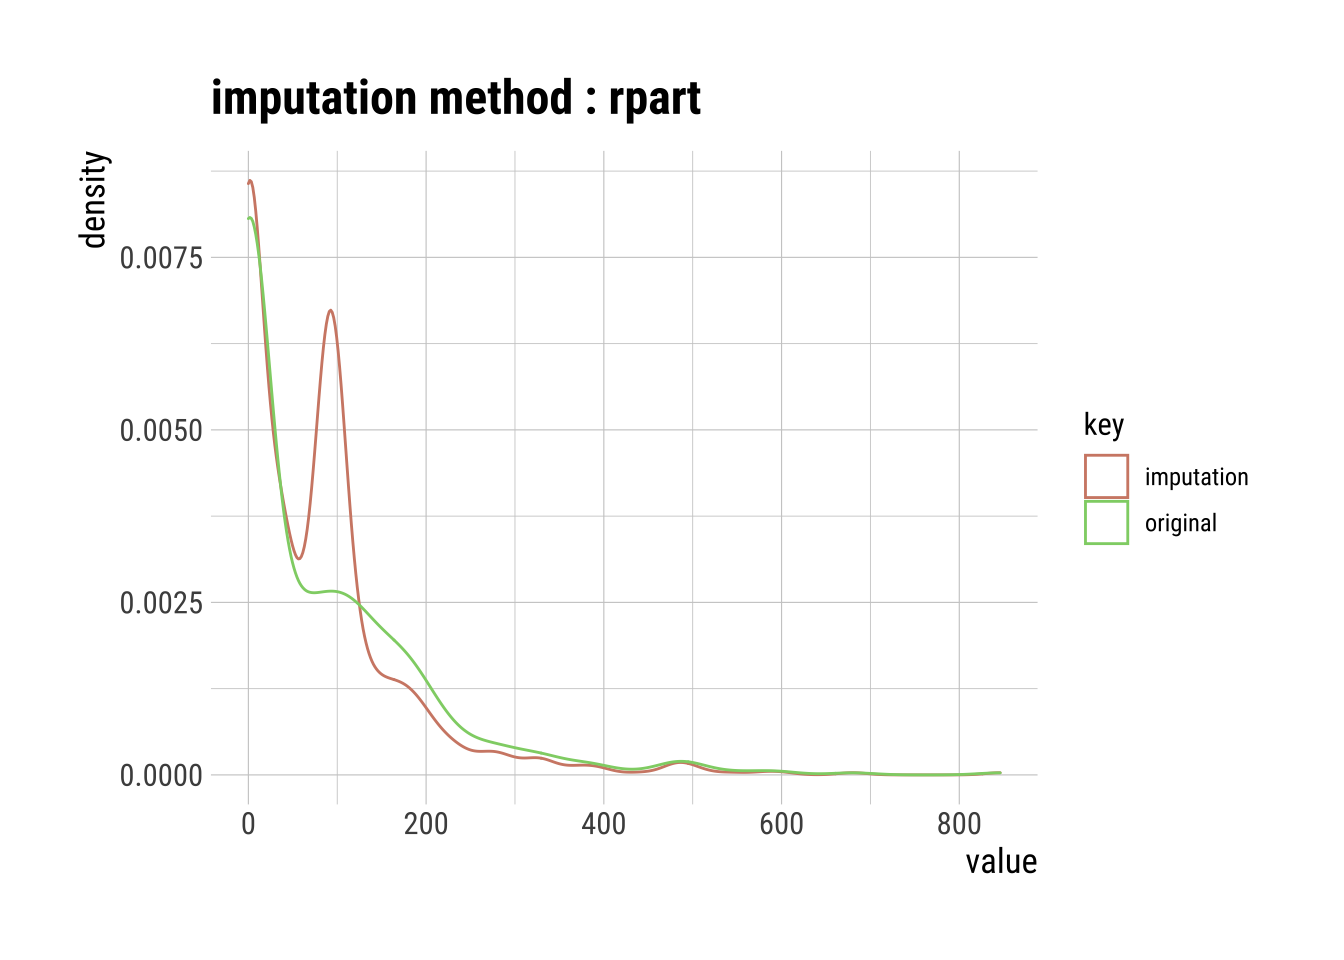 imputation method : rpart
density
0.0075
0.0050
0.0025
0.0000
0 200 400 600 800
value
key
imputation
original